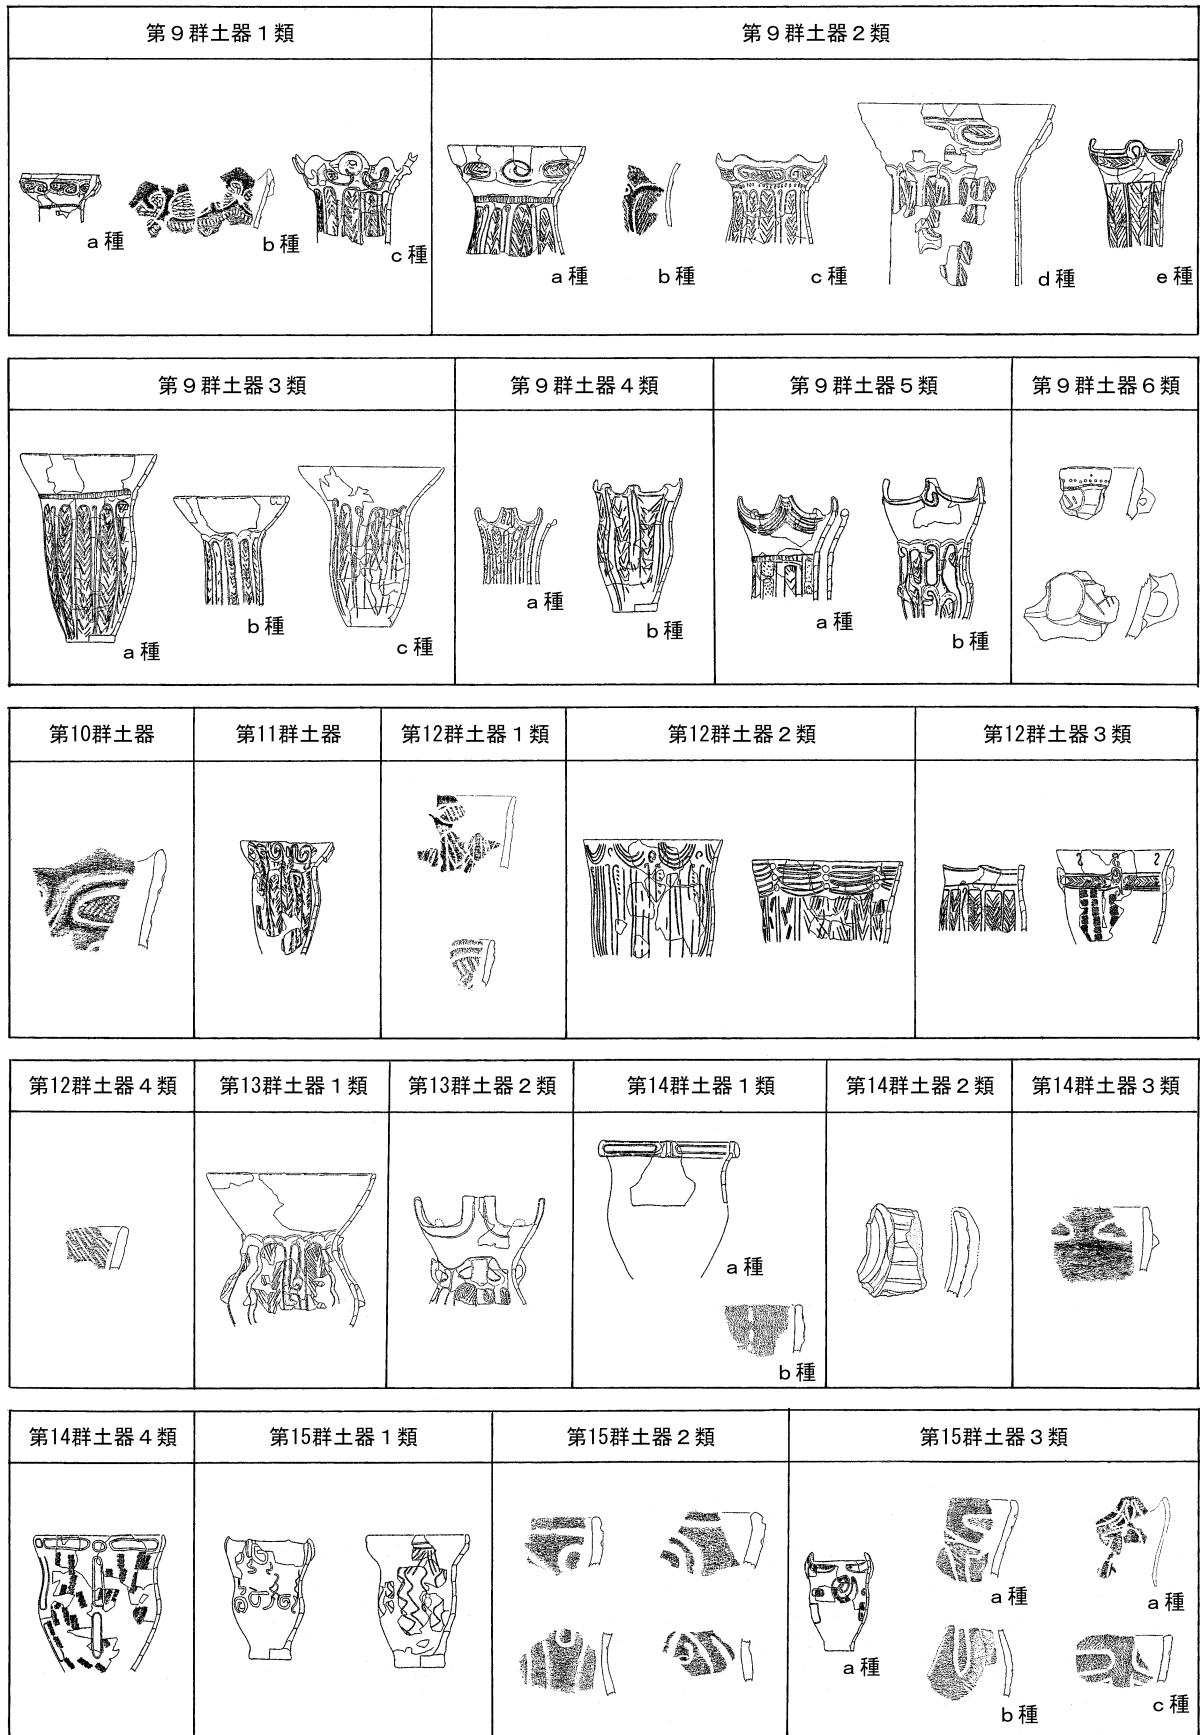 第９群土器１類
第９群土器２類
a種
b種
c種
a種
b種
c種
d種
e種
第９群土器３類
第９群土器４類
第９群土器５類
第９群土器６類
a種
b種
c種
a種
b種
a種
b種
第10群土器
第11群土器
第12群土器１類
第12群土器２類
第12群土器３類
第12群土器４類
第13群土器１類
第13群土器２類
第14群土器１類
第14群土器２類
第14群土器３類
a種
b種
第14群土器４類
第15群土器１類
第15群土器２類
第15群土器３類
a種
a種
a種
b種
c種